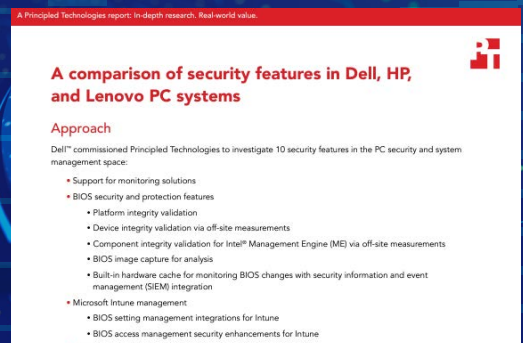 A Principled Technologies report: In-depth research. Real-world value.
PT
A comparison of security features in Dell, HP,
and Lenovo PC systems
Approach
Dell™ commissioned Principled Technologies to investigate 10 security features in the PC security and system
management space:
• Support for monitoring solutions
• BIOS security and protection features
• Platform integrity validation
• Device integrity validation via off-site measurements
• Component integrity validation for Intel® Management Engine (ME) via off-site measurements
• BIOS image capture for analysis
• Built-in hardware cache for monitoring BIOS changes with security information and event
management (SIEM) integration
• Microsoft Intune management
• BIOS setting management integrations for Intune
• BIOS access management security enhancements for Intune